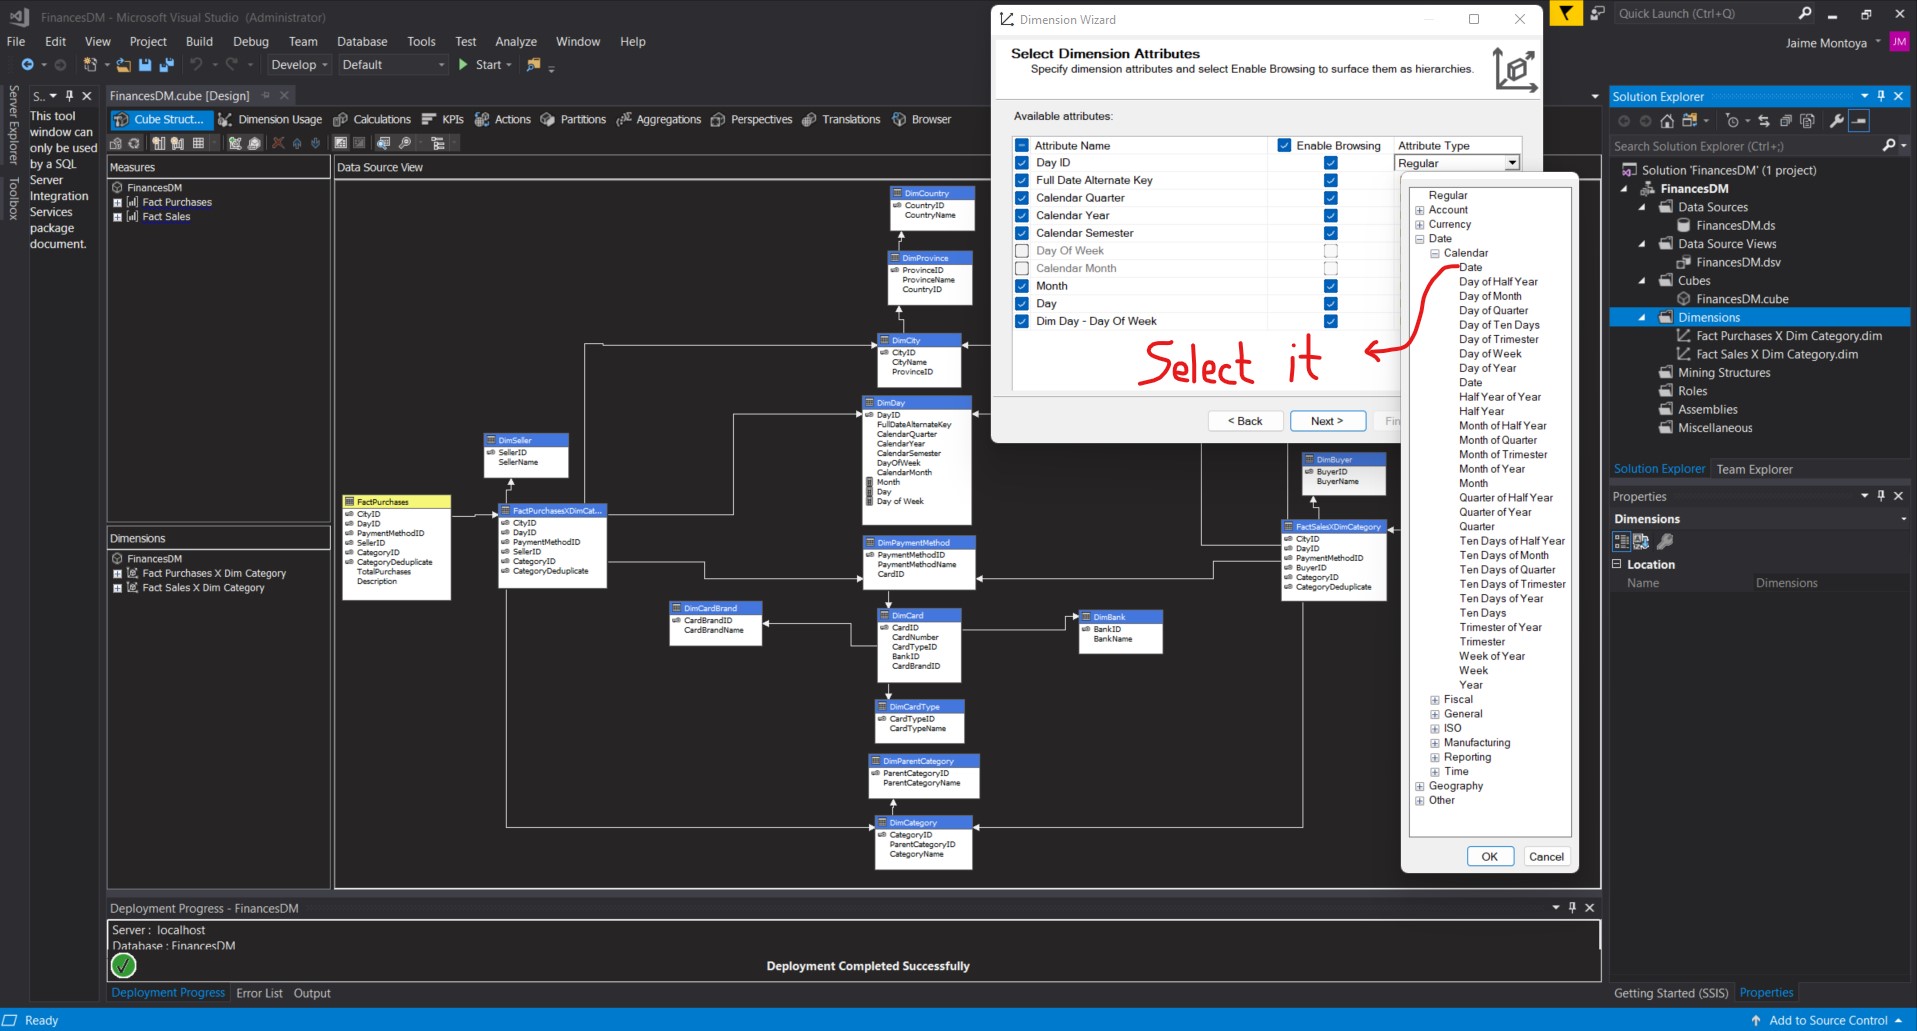 FinancesDM - Microsoft Visual Studio (Administrator)
Quick Launch (Ctrl+Q)
File Edit View Project Build Debug Team Database Tools Test Analyze Window Help
Jaime Montoya JM
Develop Default Start
Server Explorer
Toolbox
S..
This tool
window can
only be used
by a SQL
Server
Integration
Services
package
document.
FinancesDM.cube [Design]
Cube Struct... Dimension Usage Calculations KPIs Actions Partitions Aggregations Perspectives Translations Browser
Measures
FinancesDM
Fact Purchases
Fact Sales
Dimensions
FinancesDM
Fact Purchases X Dim Category
Fact Sales X Dim Category
Data Source View
DimCountry
CountryID
CountryName
DimProvince
ProvinceID
ProvinceName
CountryID
DimCity
CityID
CityName
ProvinceID
DimDay
DayID
FullDateAlternateKey
CalendarQuarter
CalendarYear
CalendarSemester
DayOfWeek
CalendarMonth
Month
Day
Day of Week
DimSeller
SellerID
SellerName
FactPurchases
CityID
DayID
PaymentMethodID
SellerID
CategoryID
CategoryDeduplicate
TotalPurchases
Description
FactPurchasesXDimCat...
CityID
DayID
PaymentMethodID
SellerID
CategoryID
CategoryDeduplicate
DimPaymentMethod
PaymentMethodID
PaymentMethodName
CardID
DimCardBrand
CardBrandID
CardBrandName
DimCard
CardID
CardNumber
CardTypeID
BankID
CardBrandID
DimBank
BankID
BankName
DimCardType
CardTypeID
CardTypeName
DimParentCategory
ParentCategoryID
ParentCategoryName
DimCategory
CategoryID
ParentCategoryID
CategoryName
DimBuyer
BuyerID
BuyerName
FactSalesXDimCategory
CityID
DayID
PaymentMethodID
BuyerID
CategoryID
CategoryDeduplicate
Dimension Wizard
Select Dimension Attributes
Specify dimension attributes and select Enable Browsing to surface them as hierarchies.
Available attributes:
Attribute Name Enable Browsing Attribute Type
Day ID Regular
Full Date Alternate Key
Calendar Quarter
Calendar Year
Calendar Semester
Day Of Week
Calendar Month
Month
Day
Dim Day - Day Of Week
Select it
< Back Next > Fin
Regular
Account
Currency
Date
Calendar
Date
Day of Half Year
Day of Month
Day of Quarter
Day of Ten Days
Day of Trimester
Day of Week
Day of Year
Date
Half Year of Year
Half Year
Month of Half Year
Month of Quarter
Month of Trimester
Month of Year
Month
Quarter of Half Year
Quarter of Year
Quarter
Ten Days of Half Year
Ten Days of Month
Ten Days of Quarter
Ten Days of Trimester
Ten Days of Year
Ten Days
Trimester of Year
Trimester
Week of Year
Week
Year
Fiscal
General
ISO
Manufacturing
Reporting
Time
Geography
Other
OK Cancel
Solution Explorer
Search Solution Explorer (Ctrl+;)
Solution 'FinancesDM' (1 project)
FinancesDM
Data Sources
FinancesDM.ds
Data Source Views
FinancesDM.dsv
Cubes
FinancesDM.cube
Dimensions
Fact Purchases X Dim Category.dim
Fact Sales X Dim Category.dim
Mining Structures
Roles
Assemblies
Miscellaneous
Solution Explorer Team Explorer
Properties
Dimensions
Location
Name Dimensions
Deployment Progress - FinancesDM
Server : localhost
Database : FinancesDM
Deployment Completed Successfully
Deployment Progress Error List Output
Getting Started (SSIS) Properties
Ready
Add to Source Control